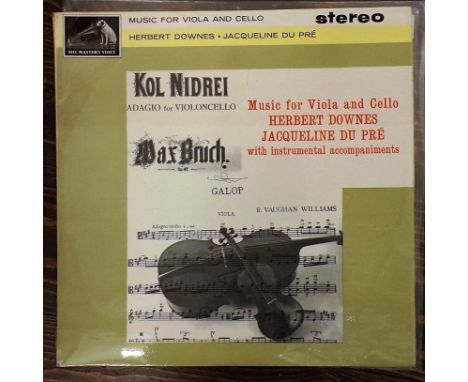 MUSIC FOR VIOLA AND CELLO
stereo
HERBERT DOWNES • JACQUELINE DU PRÉ
HIS MASTER'S VOICE
KOL NIDREI
ADAGIO for VIOLONCELLO
Max Bruch.
GALOP
VIOLA
R. VAUGHAN WILLIAMS
Music for Viola and Cello
HERBERT DOWNES
JACQUELINE DU PRÉ
with instrumental accompaniments